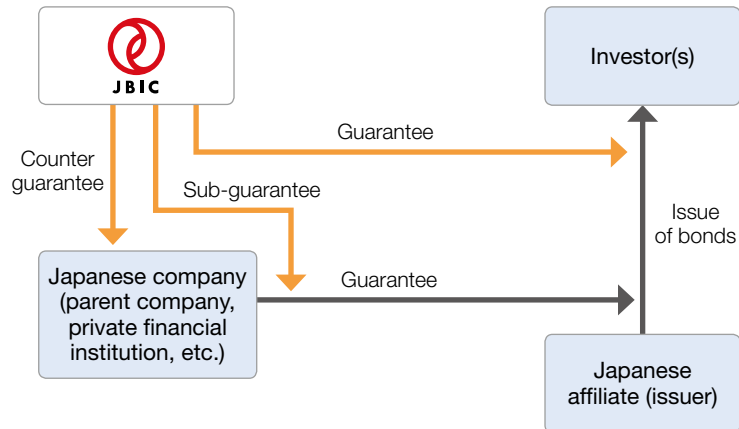 JBIC
Investor(s)
Guarantee
Counter
guarantee
Sub-guarantee
Issue
of bonds
Japanese company
(parent company,
private financial
institution, etc.)
Guarantee
Japanese
affiliate (issuer)